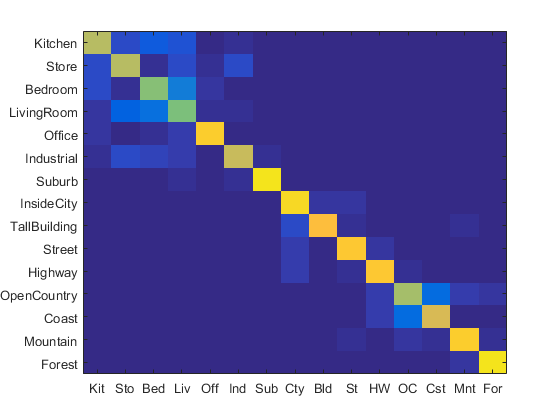 Kitchen
Store
Bedroom
LivingRoom
Office
Industrial
Suburb
InsideCity
TallBuilding
Street
Highway
OpenCountry
Coast
Mountain
Forest
Kit Sto Bed Liv Off Ind Sub Cty Bld St HW OC Cst Mnt For